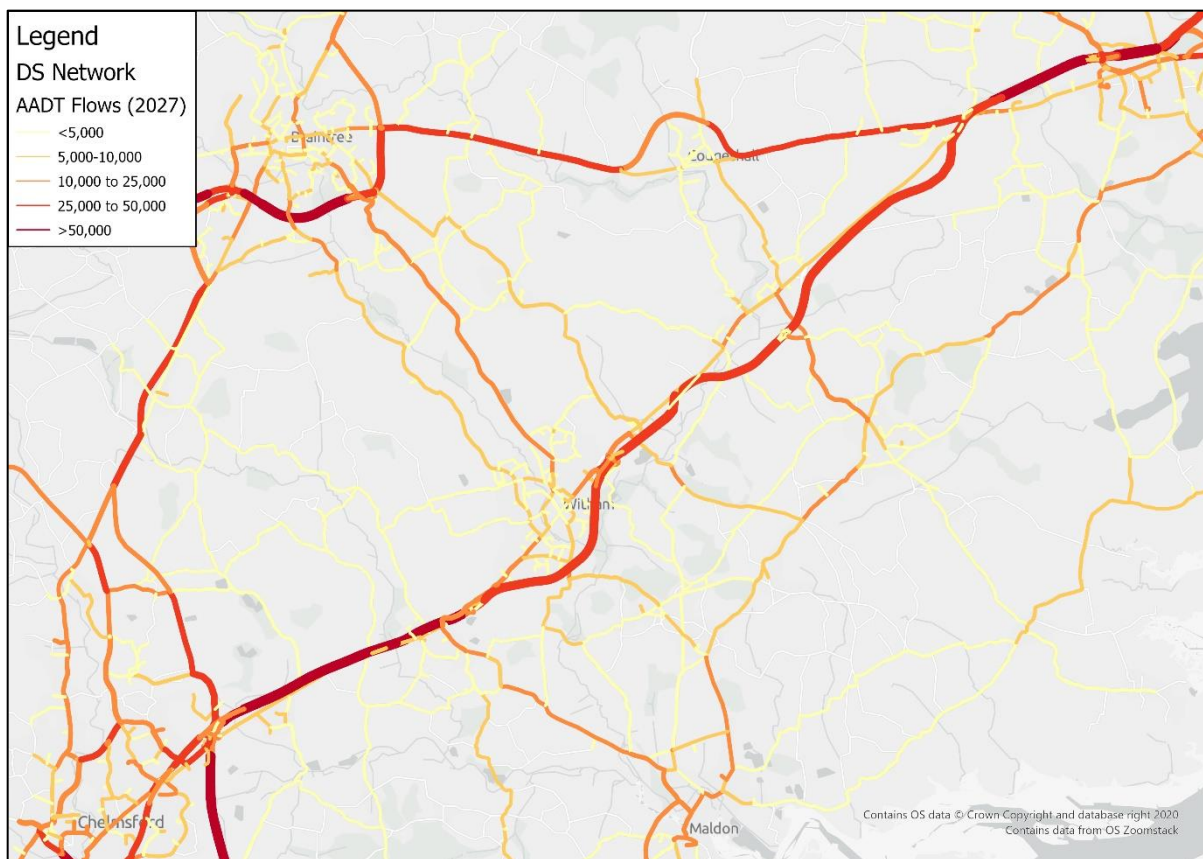 Legend
DS Network
AADT Flows (2027)
<5,000
5,000-10,000
10,000 to 25,000
25,000 to 50,000
>50,000
Braintree
Coggeshall
Witham
Chelmsford
Maldon
Contains OS data © Crown Copyright and database right 2020
Contains data from OS Zoomstack